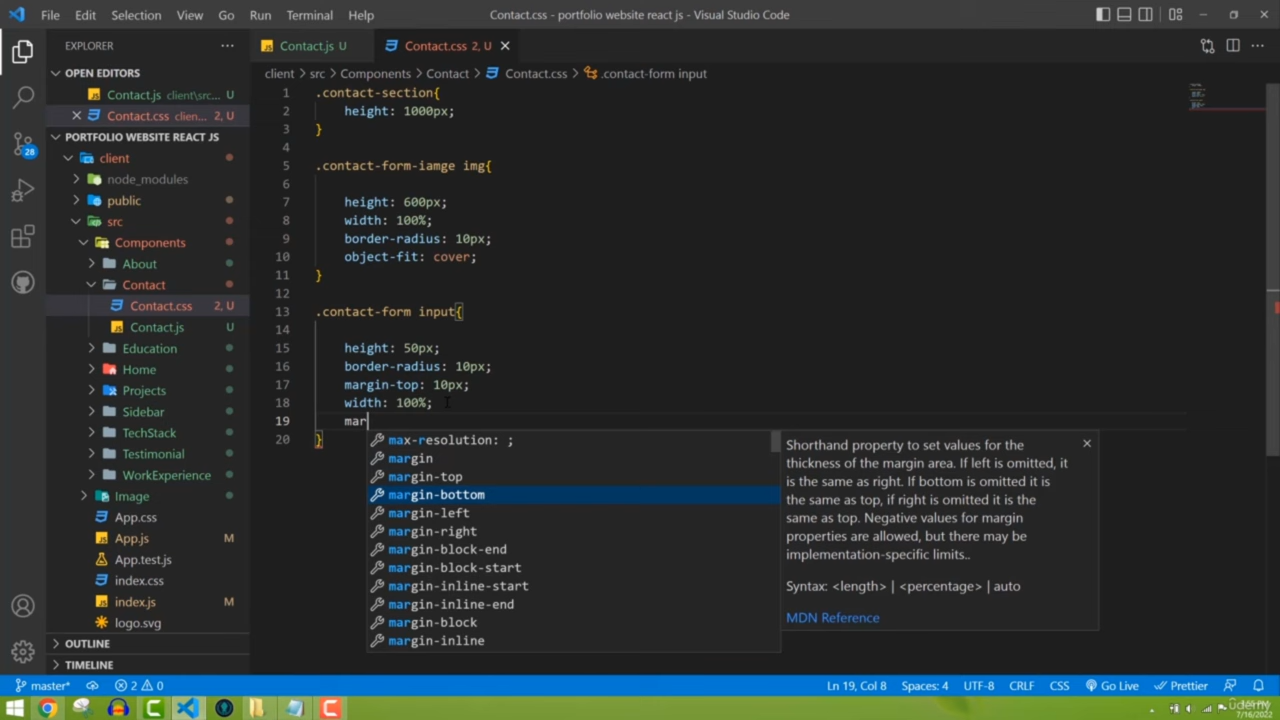 File Edit Selection View Go Run Terminal Help Contact.css - portfolio website react js - Visual Studio Code
EXPLORER
Contact.js U
Contact.css 2, U
OPEN EDITORS
Contact.js client\src... U
Contact.css clien... 2, U
PORTFOLIO WEBSITE REACT JS
client
node_modules
public
src
Components
About
Contact
Contact.css 2, U
Contact.js U
Education
Home
Projects
Sidebar
TechStack
Testimonial
WorkExperience
Image
App.css
App.js M
App.test.js
index.css
index.js M
logo.svg
OUTLINE
TIMELINE
28
client > src > Components > Contact > Contact.css > .contact-form input
1 .contact-section{
2 height: 1000px;
3 }
4
5 .contact-form-iamge img{
6
7 height: 600px;
8 width: 100%;
9 border-radius: 10px;
10 object-fit: cover;
11 }
12
13 .contact-form input{
14
15 height: 50px;
16 border-radius: 10px;
17 margin-top: 10px;
18 width: 100%;
19 mar
20 }
max-resolution: ;
margin
margin-top
margin-bottom
margin-left
margin-right
margin-block-end
margin-block-start
margin-inline-start
margin-inline-end
margin-block
margin-inline
Shorthand property to set values for the
thickness of the margin area. If left is omitted, it
is the same as right. If bottom is omitted it is
the same as top, if right is omitted it is the
same as top. Negative values for margin
properties are allowed, but there may be
implementation-specific limits..
Syntax: <length> | <percentage> | auto
MDN Reference
master* 2 0 Ln 19, Col 8 Spaces: 4 UTF-8 CRLF CSS Go Live Prettier
ûdemy
7/16/2022